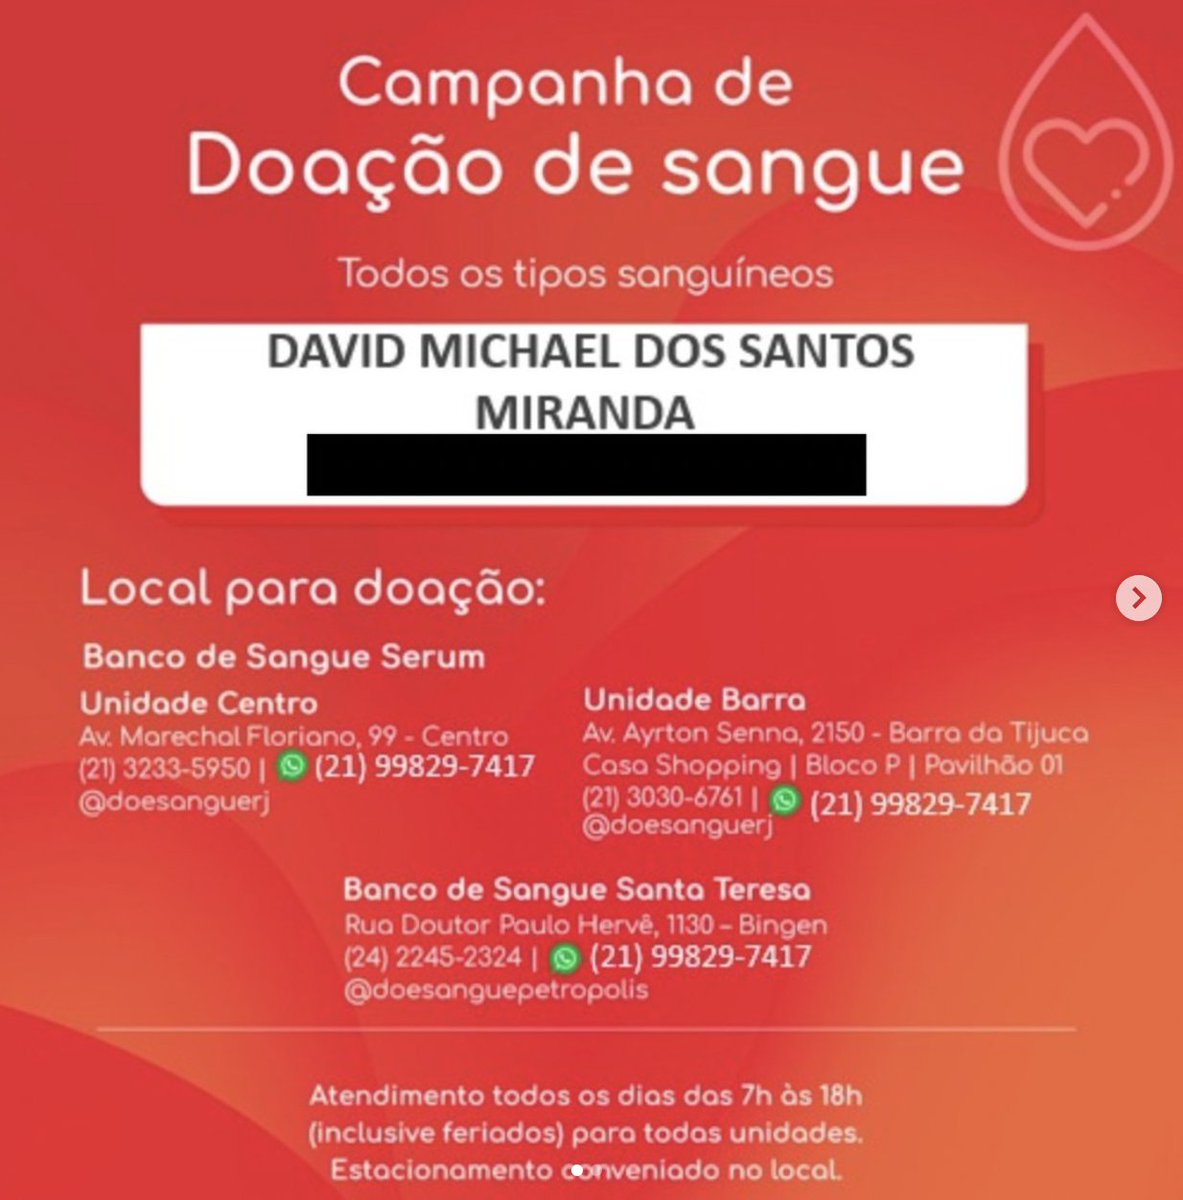 Campanha de
Doação de sangue
Todos os tipos sanguíneos
DAVID MICHAEL DOS SANTOS
MIRANDA
Local para doação:
Banco de Sangue Serum
Unidade Centro
Av. Marechal Floriano, 99 - Centro
(21) 3233-5950 | (21) 99829-7417
@doesanguerj
Unidade Barra
Av. Ayrton Senna, 2150 - Barra da Tijuca
Casa Shopping | Bloco P | Pavilhão 01
(21) 3030-6761 | (21) 99829-7417
@doesanguerj
Banco de Sangue Santa Teresa
Rua Doutor Paulo Hervê, 1130 – Bingen
(24) 2245-2324 | (21) 99829-7417
@doesanguepetropolis
Atendimento todos os dias das 7h às 18h
(inclusive feriados) para todas unidades.
Estacionamento conveniado no local.